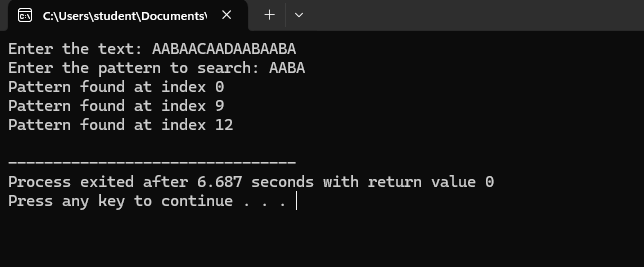 C:\Users\student\Documents\
Enter the text: AABAACAADAABAABA
Enter the pattern to search: AABA
Pattern found at index 0
Pattern found at index 9
Pattern found at index 12
--------------------------------
Process exited after 6.687 seconds with return value 0
Press any key to continue . . .